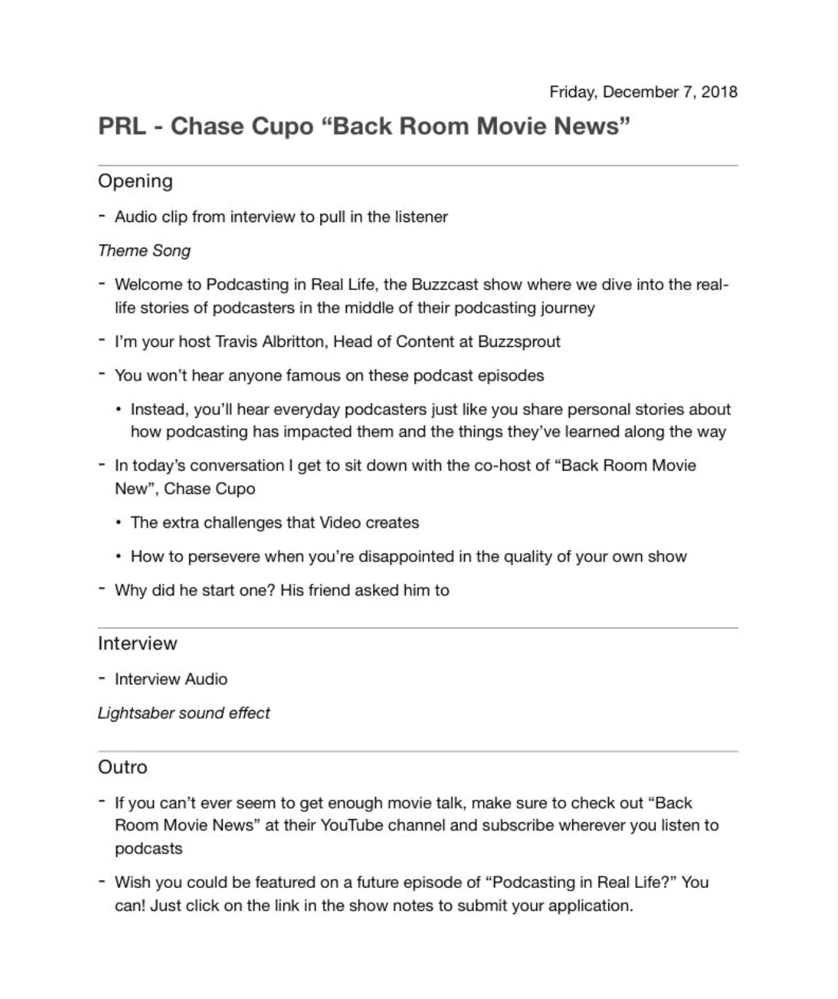 Friday, December 7, 2018
PRL - Chase Cupo “Back Room Movie News”
Opening
- Audio clip from interview to pull in the listener
Theme Song
- Welcome to Podcasting in Real Life, the Buzzcast show where we dive into the real-
life stories of podcasters in the middle of their podcasting journey
- I’m your host Travis Albritton, Head of Content at Buzzsprout
- You won’t hear anyone famous on these podcast episodes
• Instead, you’ll hear everyday podcasters just like you share personal stories about
how podcasting has impacted them and the things they’ve learned along the way
- In today’s conversation I get to sit down with the co-host of “Back Room Movie
New”, Chase Cupo
• The extra challenges that Video creates
• How to persevere when you’re disappointed in the quality of your own show
- Why did he start one? His friend asked him to
Interview
- Interview Audio
Lightsaber sound effect
Outro
- If you can’t ever seem to get enough movie talk, make sure to check out “Back
Room Movie News” at their YouTube channel and subscribe wherever you listen to
podcasts
- Wish you could be featured on a future episode of “Podcasting in Real Life?” You
can! Just click on the link in the show notes to submit your application.